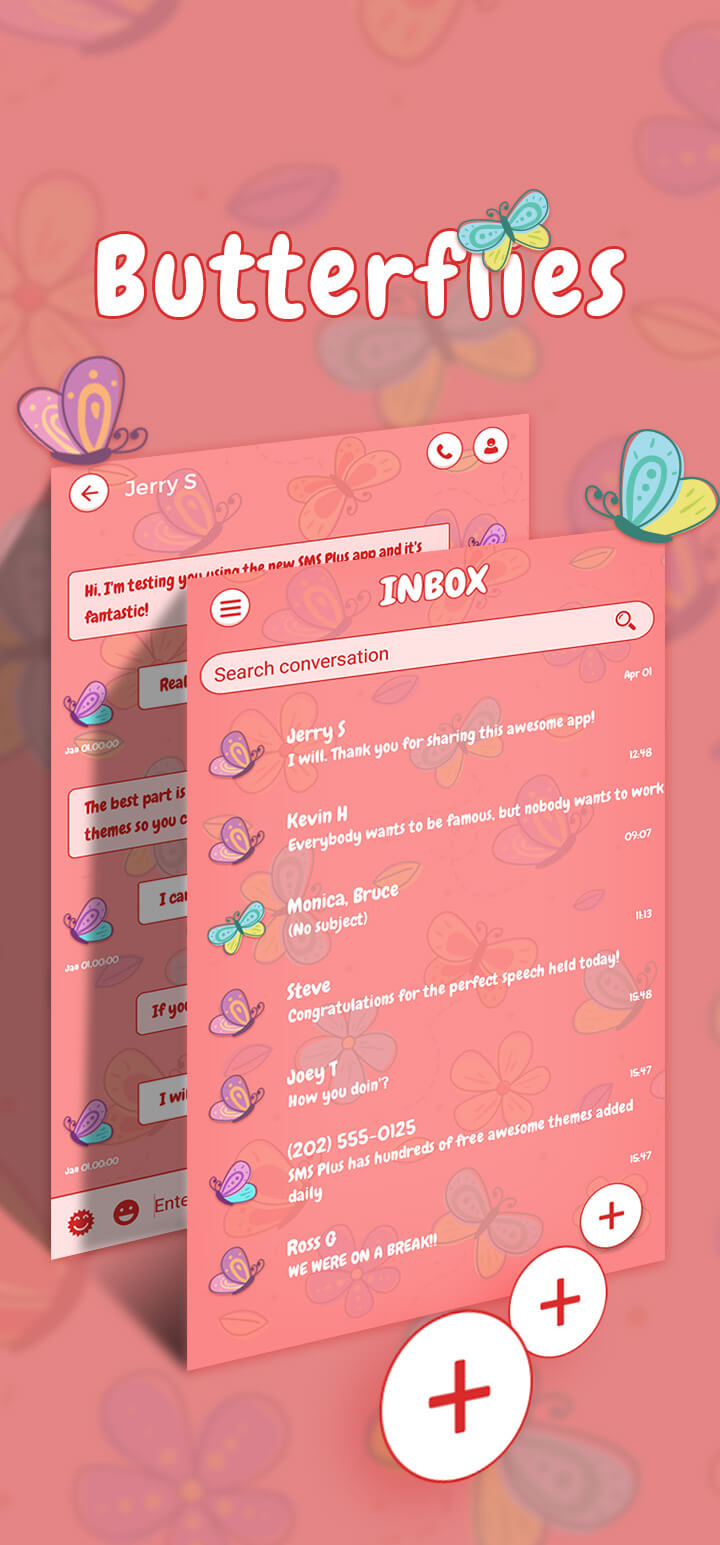 Butterflies
Jerry S
Hi, I'm testing you using the new SMS Plus app and it's
fantastic!
Jan 01,00:00
The best part is
themes so you c
I ca
Jan 01,00:00
If yo
I wi
Jan 01,00:00
Ente
INBOX
Search conversation
Apr 01
Jerry S
I will. Thank you for sharing this awesome app!
12:48
Kevin H
Everybody wants to be famous, but nobody wants to work
09:07
Monica, Bruce
(No subject)
11:13
Steve
Congratulations for the perfect speech held today!
15:48
Joey T
How you doin'?
15:47
(202) 555-0125
SMS Plus has hundreds of free awesome themes added
daily
15:47
Ross G
WE WERE ON A BREAK!!